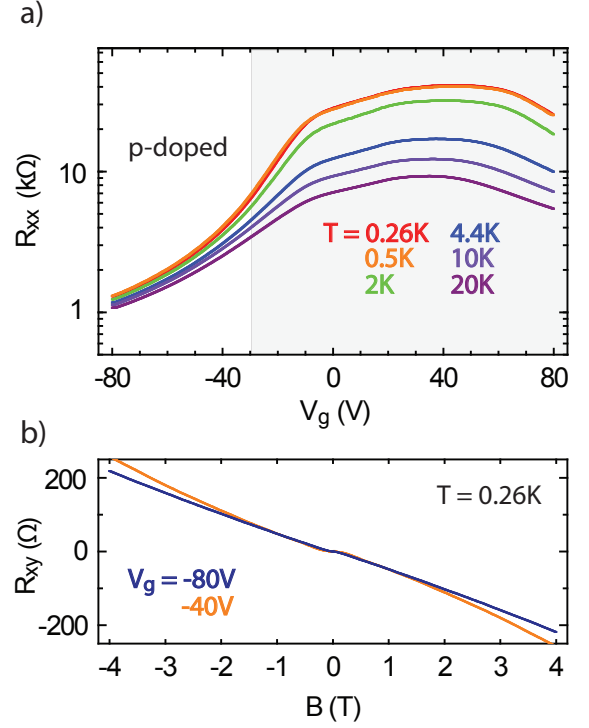 a)
R_xx (kΩ)
10
1
p-doped
T = 0.26K 4.4K
0.5K 10K
2K 20K
-80 -40 0 40 80
V_g (V)
b)
R_xy (Ω)
200
0
-200
T = 0.26K
V_g = -80V
-40V
-4 -3 -2 -1 0 1 2 3 4
B (T)